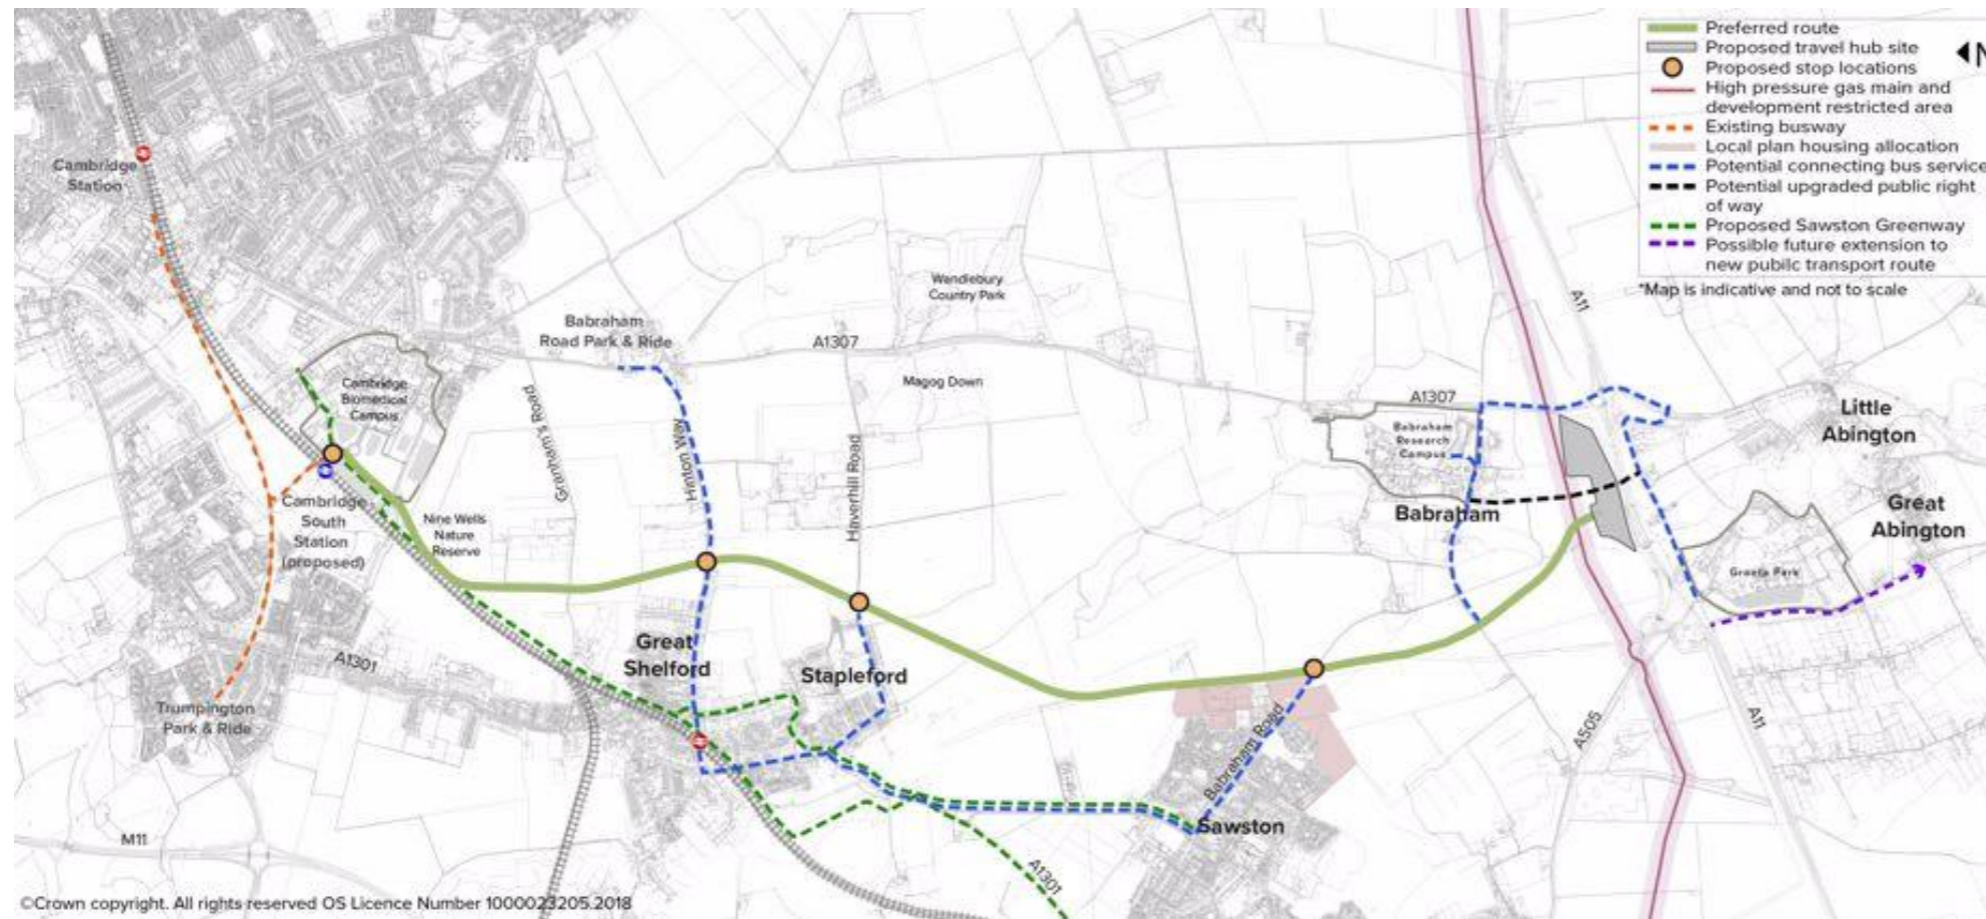 Preferred route
Proposed travel hub site
Proposed stop locations
High pressure gas main and
development restricted area
Existing busway
Local plan housing allocation
Potential connecting bus service
Potential upgraded public right
of way
Proposed Sawston Greenway
Possible future extension to
new public transport route
*Map is indicative and not to scale
N
Cambridge
Station
Babraham
Road Park & Ride
Wandlebury
Country Park
A11
A1307
Magog Down
Cambridge
Biomedical
Campus
Granham's Road
Hinton Way
Haverhill Road
A1307
Babraham
Research
Campus
Little
Abington
Cambridge
South
Station
(proposed)
Nine Wells
Nature
Reserve
Babraham
Great
Abington
Granta Park
A1301
Great
Shelford
Stapleford
Trumpington
Park & Ride
Babraham Road
A505
A11
Sawston
M11
A1301
©Crown copyright. All rights reserved OS Licence Number 1000023205.2018